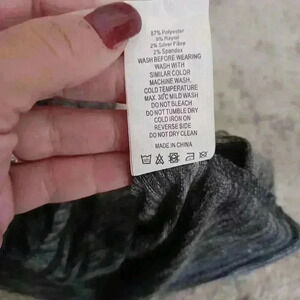 87% Polyester
9% Rayon
2% Silver Fibre
2% Spandex
WASH BEFORE WEARING
WASH WITH
SIMILAR COLOR
MACHINE WASH,
COLD TEMPERATURE
MAX 30°C MILD WASH
DO NOT BLEACH
DO NOT TUMBLE DRY
COLD IRON ON
REVERSE SIDE
DO NOT DRY CLEAN
MADE IN CHINA